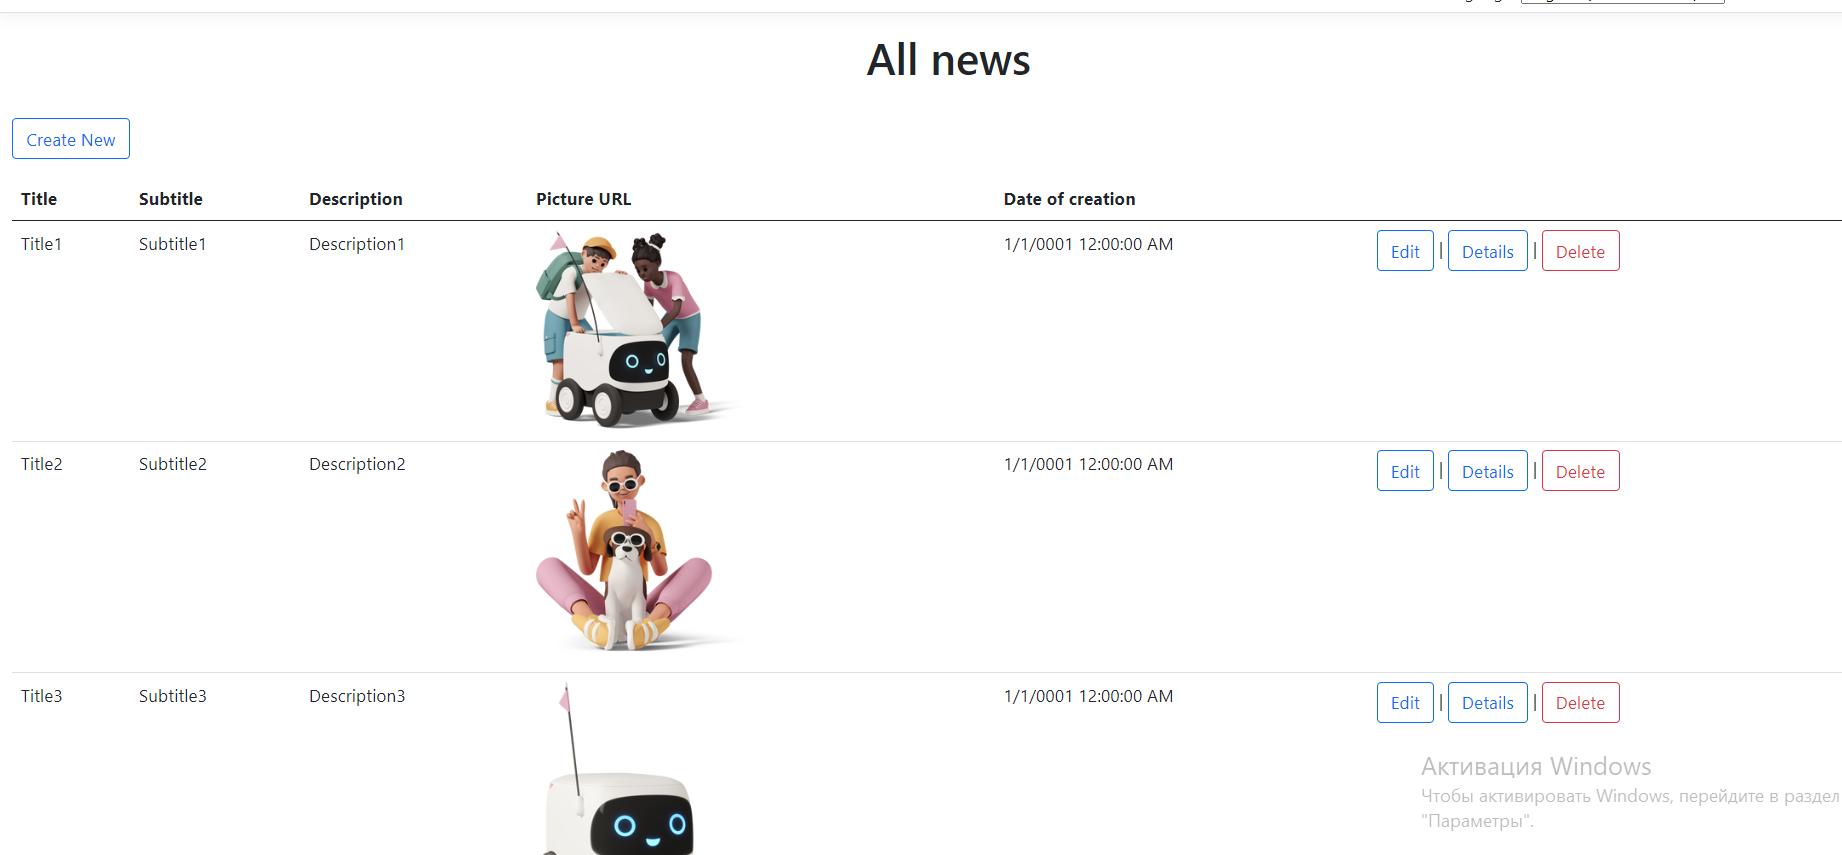 All news
Create New
Title Subtitle Description Picture URL Date of creation
Title1 Subtitle1 Description1 1/1/0001 12:00:00 AM Edit | Details | Delete
Title2 Subtitle2 Description2 1/1/0001 12:00:00 AM Edit | Details | Delete
Title3 Subtitle3 Description3 1/1/0001 12:00:00 AM Edit | Details | Delete
Активация Windows
Чтобы активировать Windows, перейдите в раздел
"Параметры".